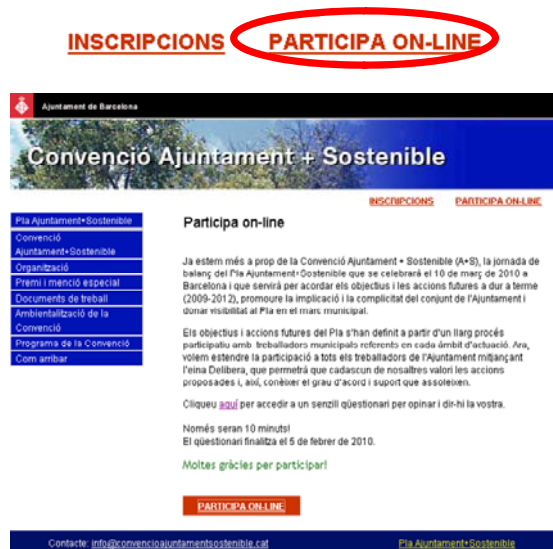 INSCRIPCIONS PARTICIPA ON-LINE
Ajuntament de Barcelona
Convenció Ajuntament + Sostenible
INSCRIPCIONS PARTICIPA ON-LINE
Pla Ajuntament+Sostenible
Convenció
Ajuntament+Sostenible
Organització
Premi i menció especial
Documents de treball
Ambientalització de la
Convenció
Programa de la Convenció
Com arribar
Participa on-line
Ja estem més a prop de la Convenció Ajuntament + Sostenible (A+S), la jornada de
balanç del Pla Ajuntament+Sostenible que se celebrarà el 10 de març de 2010 a
Barcelona i que servirà per acordar els objectius i les accions futures a dur a terme
(2009-2012), promoure la implicació i la complicitat del conjunt de l'Ajuntament i
donar visibilitat al Pla en el marc municipal.
Els objectius i accions futures del Pla s'han definit a partir d'un llarg procés
participatiu amb treballadors municipals referents en cada àmbit d'actuació. Ara,
volem estendre la participació a tots els treballadors de l'Ajuntament mitjançant
l'eina Delibera, que permetrà que cadascun de nosaltres valori les accions
proposades i, així, conèixer el grau d'acord i suport que assoleixen.
Cliqueu aquí per accedir a un senzill qüestionari per opinar i dir-hi la vostra.
Només seran 10 minuts!
El qüestionari finalitza el 5 de febrer de 2010.
Moltes gràcies per participar!
PARTICIPA ON-LINE
Contacte: info@convencioajuntamentsostenible.cat Pla Ajuntament+Sostenible